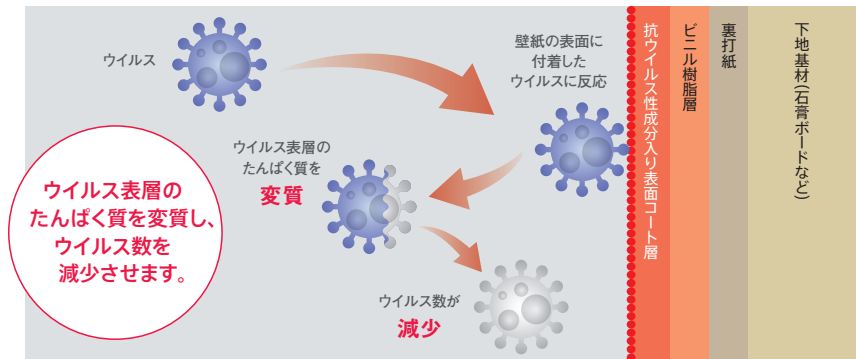 ウイルス
壁紙の表面に
付着した
ウイルスに反応
ウイルス表層の
たんぱく質を
変質
ウイルス数が
減少
ウイルス表層の
たんぱく質を変質し、
ウイルス数を
減少させます。
抗ウイルス性成分入り表面コート層
ビニル樹脂層
裏打紙
下地基材(石膏ボードなど)